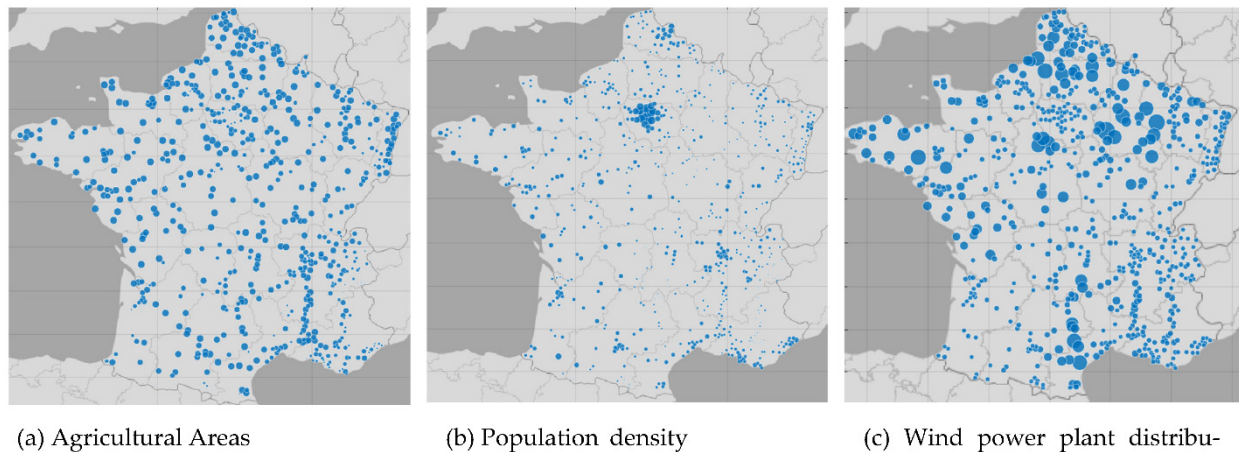 (a) Agricultural Areas
(b) Population density
(c) Wind power plant distribu-